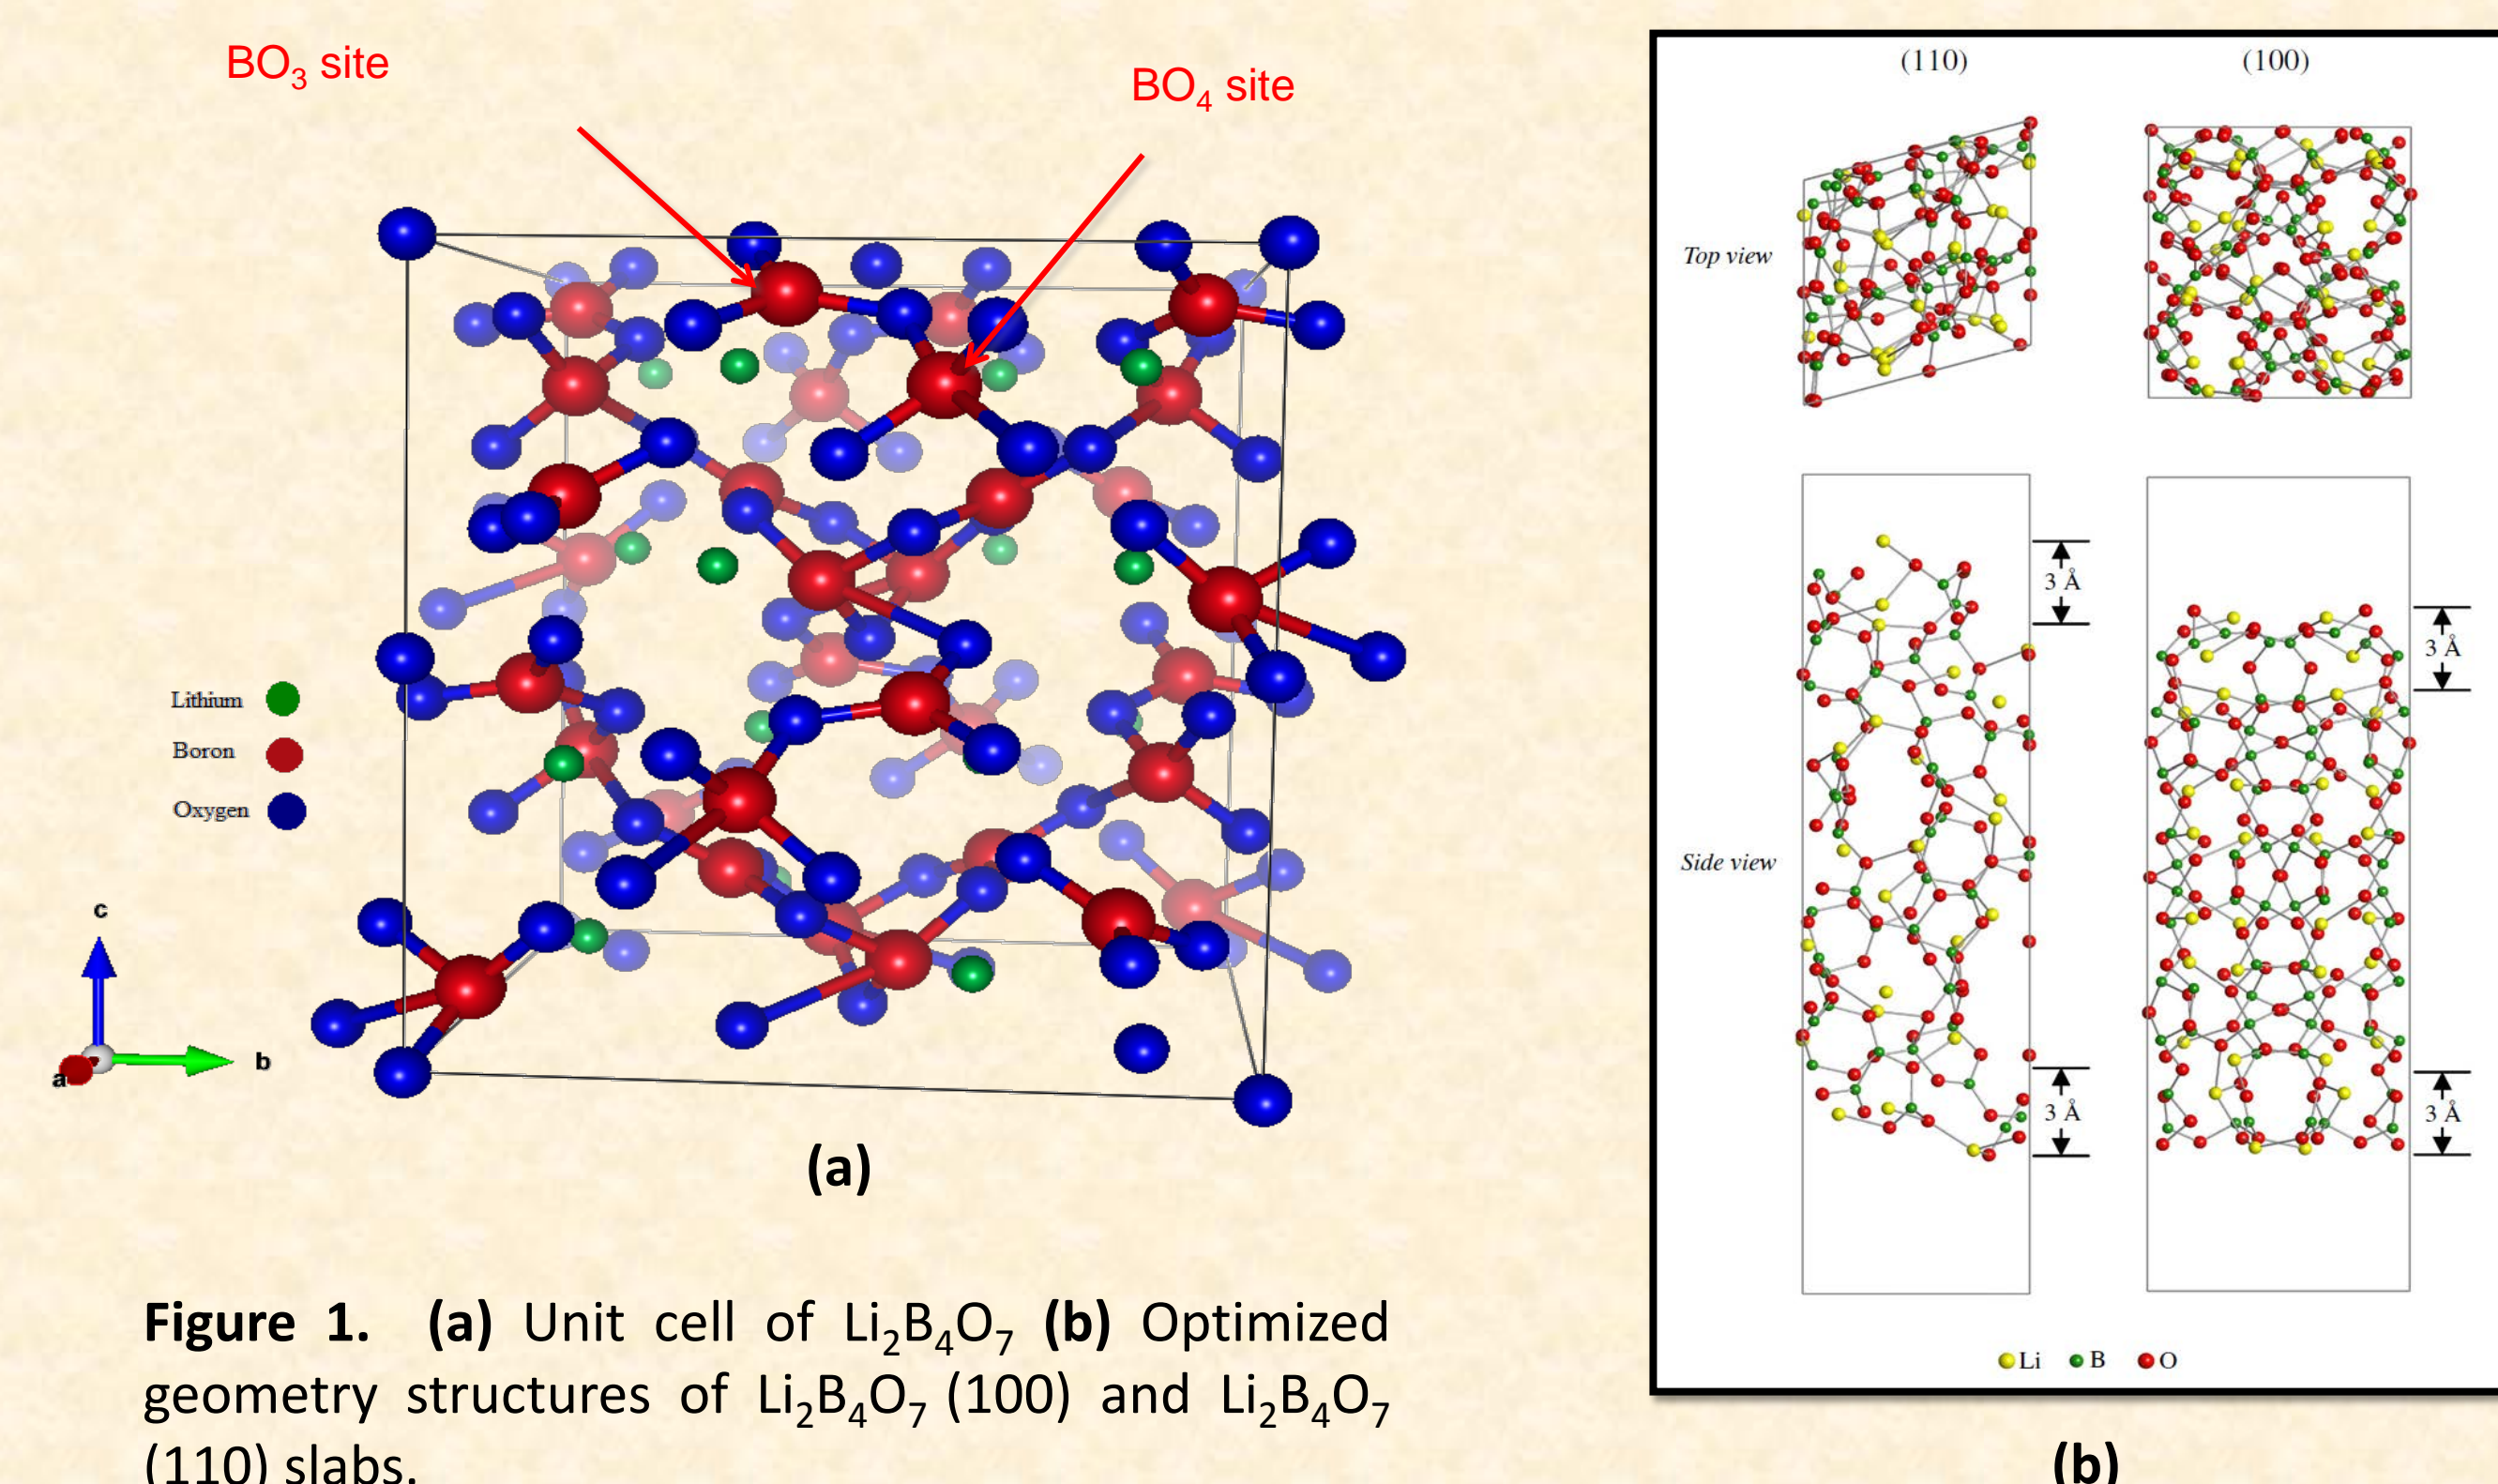 BO₃ site
BO₄ site
Lithium
Boron
Oxygen
c
b
a
(a)
Figure 1. (a) Unit cell of Li₂B₄O₇ (b) Optimized
geometry structures of Li₂B₄O₇ (100) and Li₂B₄O₇
(110) slabs.
(110)
(100)
Top view
Side view
3 Å
3 Å
3 Å
3 Å
Li B O
(b)